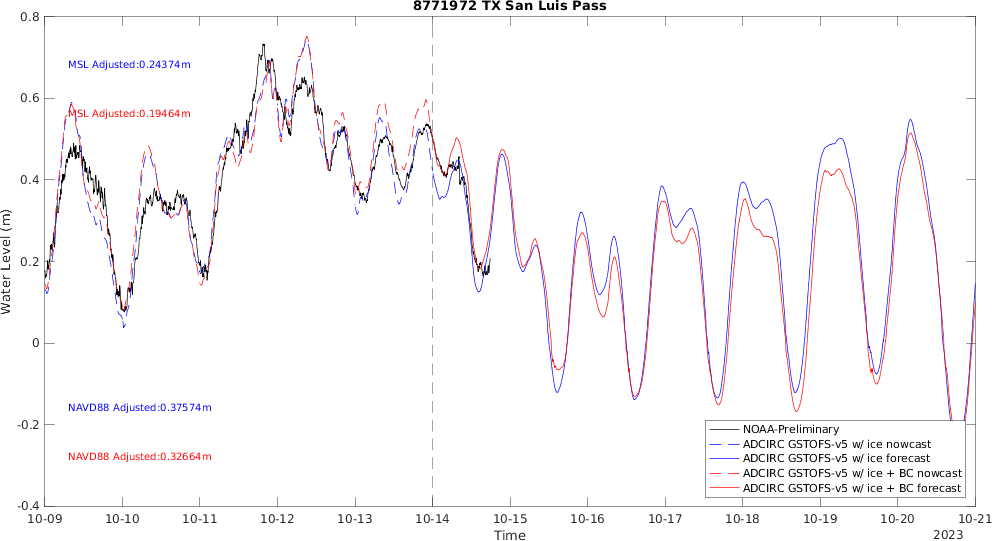 8771972 TX San Luis Pass
0.8
0.6
0.4
0.2
0
-0.2
-0.4
Water Level (m)
MSL Adjusted:0.24374m
MSL Adjusted:0.19464m
NAVD88 Adjusted:0.37574m
NAVD88 Adjusted:0.32664m
NOAA-Preliminary
ADCIRC GSTOFS-v5 w/ ice nowcast
ADCIRC GSTOFS-v5 w/ ice forecast
ADCIRC GSTOFS-v5 w/ ice + BC nowcast
ADCIRC GSTOFS-v5 w/ ice + BC forecast
10-09 10-10 10-11 10-12 10-13 10-14 10-15 10-16 10-17 10-18 10-19 10-20 10-21
Time
2023